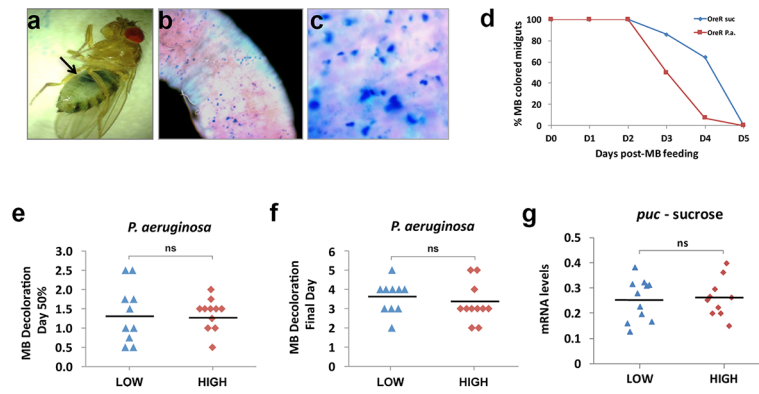 a
b
c
d
OreR suc
OreR P.a.
% MB colored midguts
100
80
60
40
20
0
D0 D1 D2 D3 D4 D5
Days post-MB feeding
e
P. aeruginosa
ns
MB Decoloration
Day 50%
3.0
2.5
2.0
1.5
1.0
0.5
0.0
LOW HIGH
f
P. aeruginosa
ns
MB Decoloration
Final Day
6
5
4
3
2
1
0
LOW HIGH
g
puc - sucrose
ns
mRNA levels
0.5
0.4
0.3
0.2
0.1
0
LOW HIGH